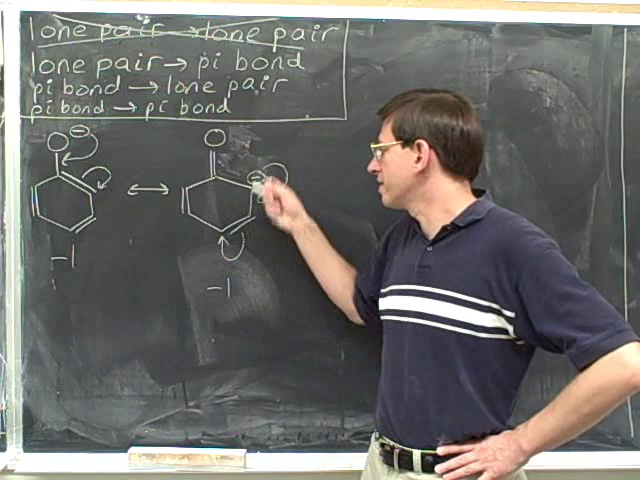 lone pair → lone pair
lone pair → pi bond
pi bond → lone pair
pi bond → pi bond
O ⊖ O ⊖
-1 -1